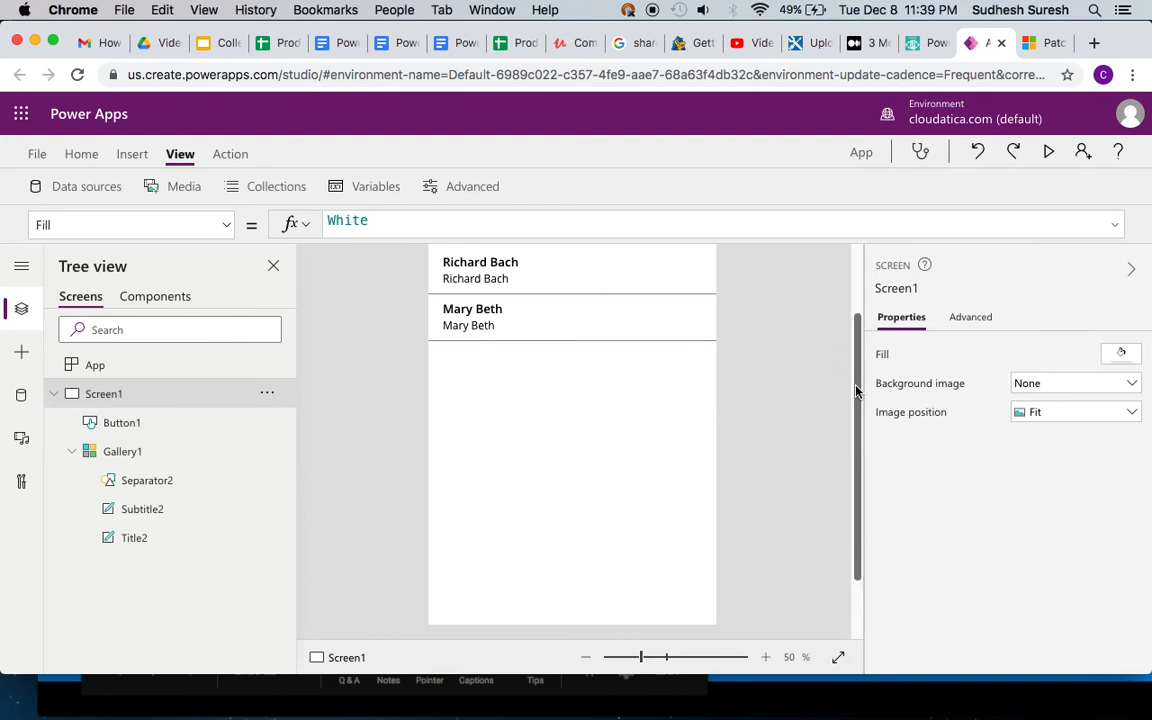 Chrome File Edit View History Bookmarks People Tab Window Help 49% Tue Dec 8 11:39 PM Sudhesh Suresh
How Vide Colle Prod Pow Pow Pow Prod Com shar Gett Vide Uplo 3 M Pow A Patc
us.create.powerapps.com/studio/#environment-name=Default-6989c022-c357-4fe9-aae7-68a63f4db32c&environment-update-cadence=Frequent&corre... C
Power Apps
Environment
cloudatica.com (default)
File Home Insert View Action App
Data sources Media Collections Variables Advanced
Fill = fx White
Tree view
Screens Components
Search
App
Screen1
Button1
Gallery1
Separator2
Subtitle2
Title2
Richard Bach
Richard Bach
Mary Beth
Mary Beth
SCREEN
Screen1
Properties Advanced
Fill
Background image None
Image position Fit
Screen1 50 %
Q&A Notes Pointer Captions Tips